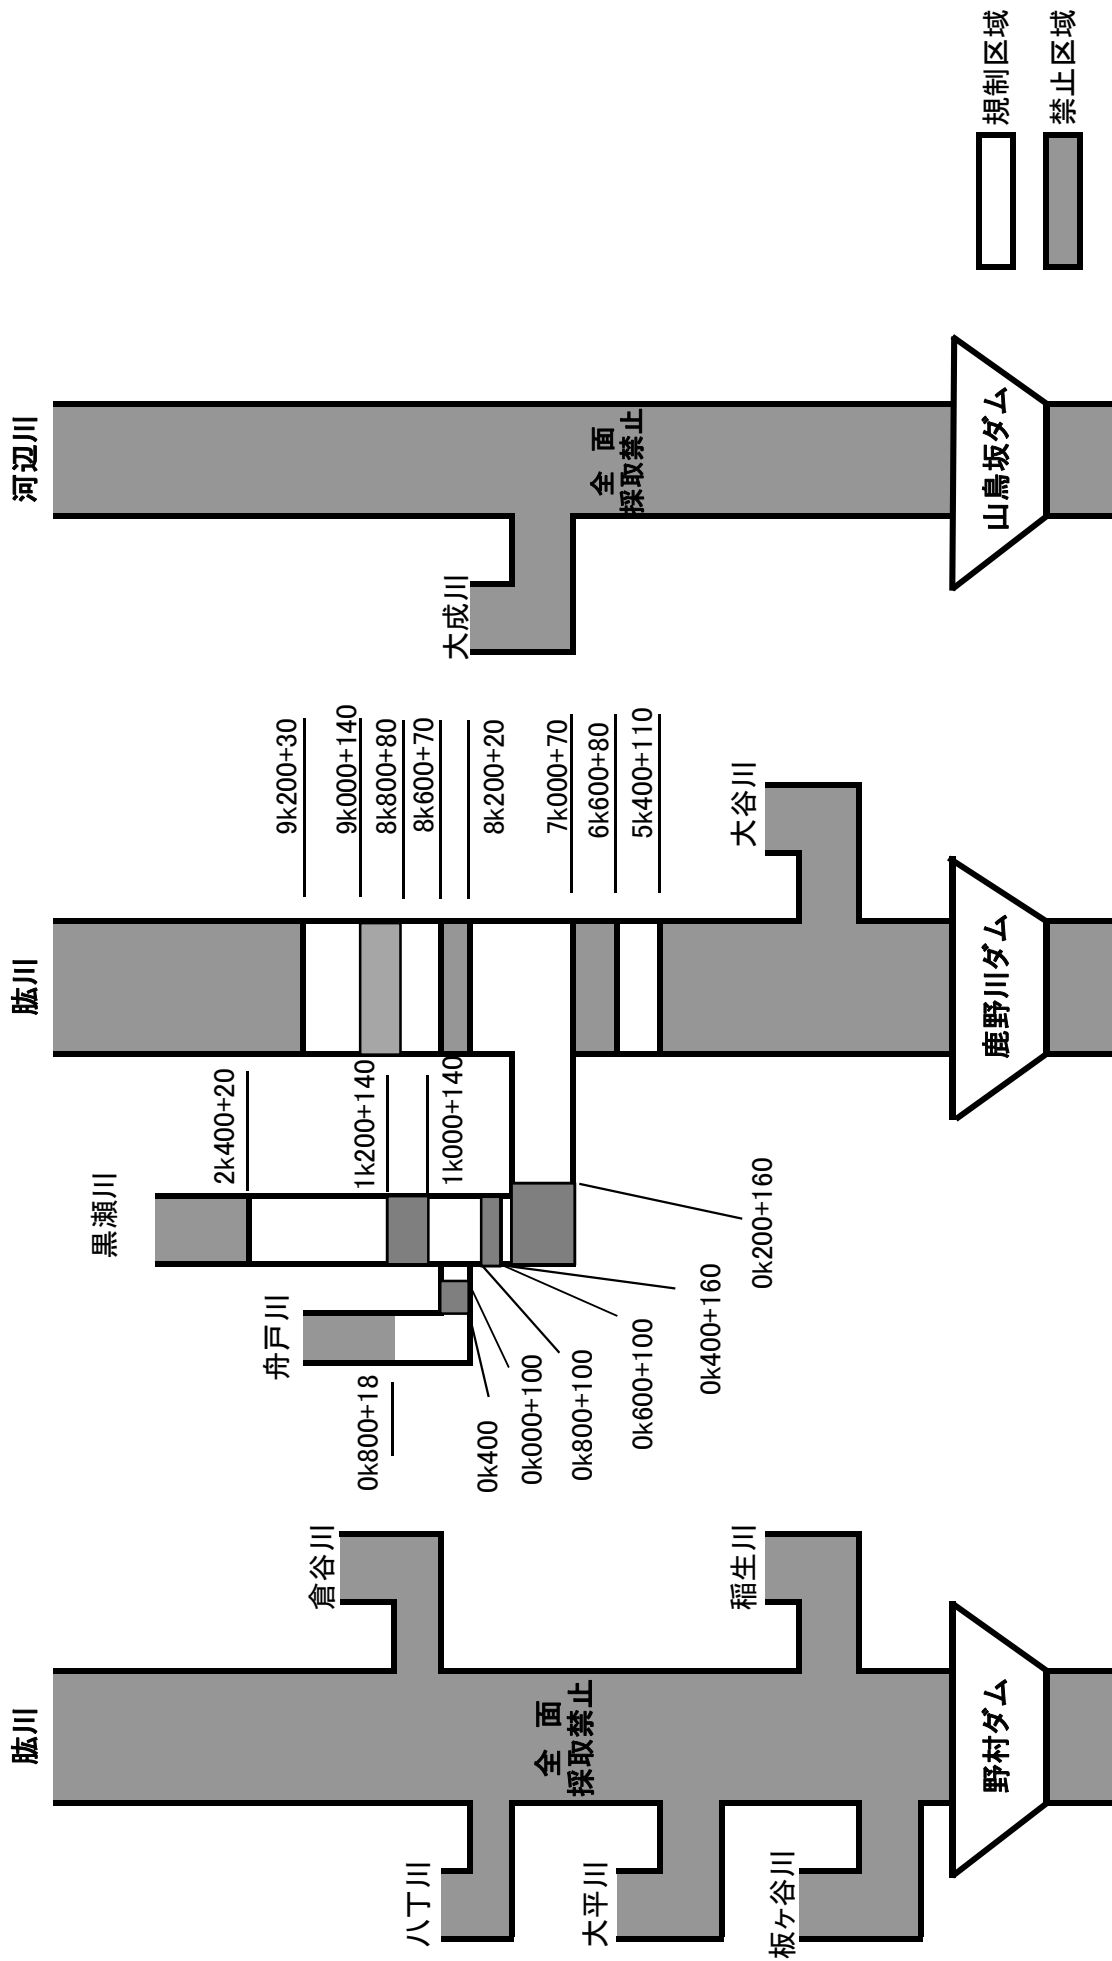 肱川
野村ダム
全　面
採取禁止
八丁川
大平川
板ヶ谷川
倉谷川
稲生川
肱川
鹿野川ダム
黒瀬川
舟戸川
大谷川
2k400+20
1k200+140
1k000+140
0k800+18
0k400
0k000+100
0k800+100
0k600+100
0k400+160
0k200+160
9k200+30
9k000+140
8k800+80
8k600+70
8k200+20
7k000+70
6k600+80
5k400+110
河辺川
大成川
全　面
採取禁止
山鳥坂ダム
規制区域
禁止区域